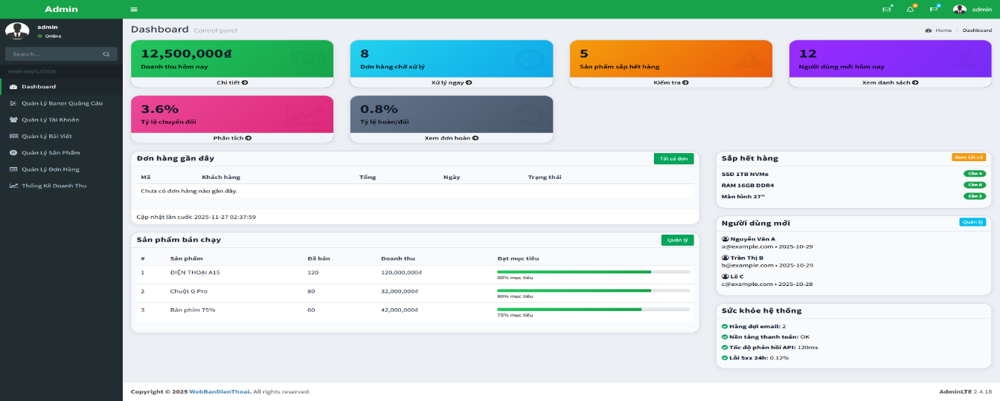 Admin
admin
admin
Online
Search...
MAIN NAVIGATION
Dashboard
Quản Lý Baner Quảng Cáo
Quản Lý Tài Khoản
Quản Lý Bài Viết
Quản Lý Sản Phẩm
Quản Lý Đơn Hàng
Thống Kê Doanh Thu
Dashboard Control panel
Home Dashboard
12,500,000₫
Doanh thu hôm nay
Chi tiết
8
Đơn hàng chờ xử lý
Xử lý ngay
5
Sản phẩm sắp hết hàng
Kiểm tra
12
Người dùng mới hôm nay
Xem danh sách
3.6%
Tỷ lệ chuyển đổi
Phân tích
0.8%
Tỷ lệ hoàn/đổi
Xem đơn hoàn
Đơn hàng gần đây
Tất cả đơn
Mã Khách hàng Tổng Ngày Trạng thái
Chưa có đơn hàng nào gần đây.
Cập nhật lần cuối: 2025-11-27 02:37:59
Sản phẩm bán chạy
Quản lý
# Sản phẩm Đã bán Doanh thu Đạt mục tiêu
1 ĐIỆN THOẠI A15 120 120,000,000₫
80% mục tiêu
2 Chuột G Pro 80 32,000,000₫
80% mục tiêu
3 Bàn phím 75% 60 42,000,000₫
75% mục tiêu
Sắp hết hàng
Xem tất cả
SSD 1TB NVMe Còn 4
RAM 16GB DDR4 Còn 6
Màn hình 27" Còn 2
Người dùng mới
Quản lý
Nguyễn Văn A
a@example.com • 2025-10-29
Trần Thị B
b@example.com • 2025-10-29
Lê C
c@example.com • 2025-10-28
Sức khỏe hệ thống
Hàng đợi email: 2
Nền tảng thanh toán: OK
Tốc độ phản hồi API: 120ms
Lỗi 5xx 24h: 0.12%
Copyright © 2025 WebBanDienThoai. All rights reserved.
AdminLTE 2.4.18